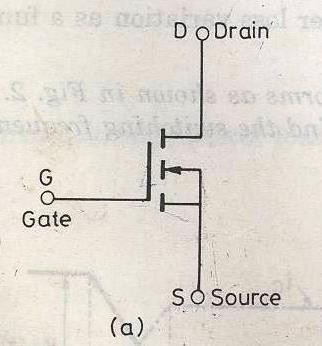 D Drain
G
Gate
S Source
(a)